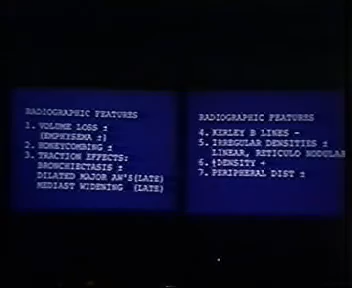 RADIOGRAPHIC FEATURES
1. VOLUME LOSS ±
(EMPHYSEMA ±)
2. HONEYCOMBING ±
3. TRACTION EFFECTS:
BRONCHIECTASIS ±
DILATED MAJOR AW'S(LATE)
MEDIAST WIDENING (LATE)
RADIOGRAPHIC FEATURES
4. KERLEY B LINES -
5. IRREGULAR DENSITIES ±
LINEAR, RETICULO NODULAR
6. ↑DENSITY +
7. PERIPHERAL DIST ±